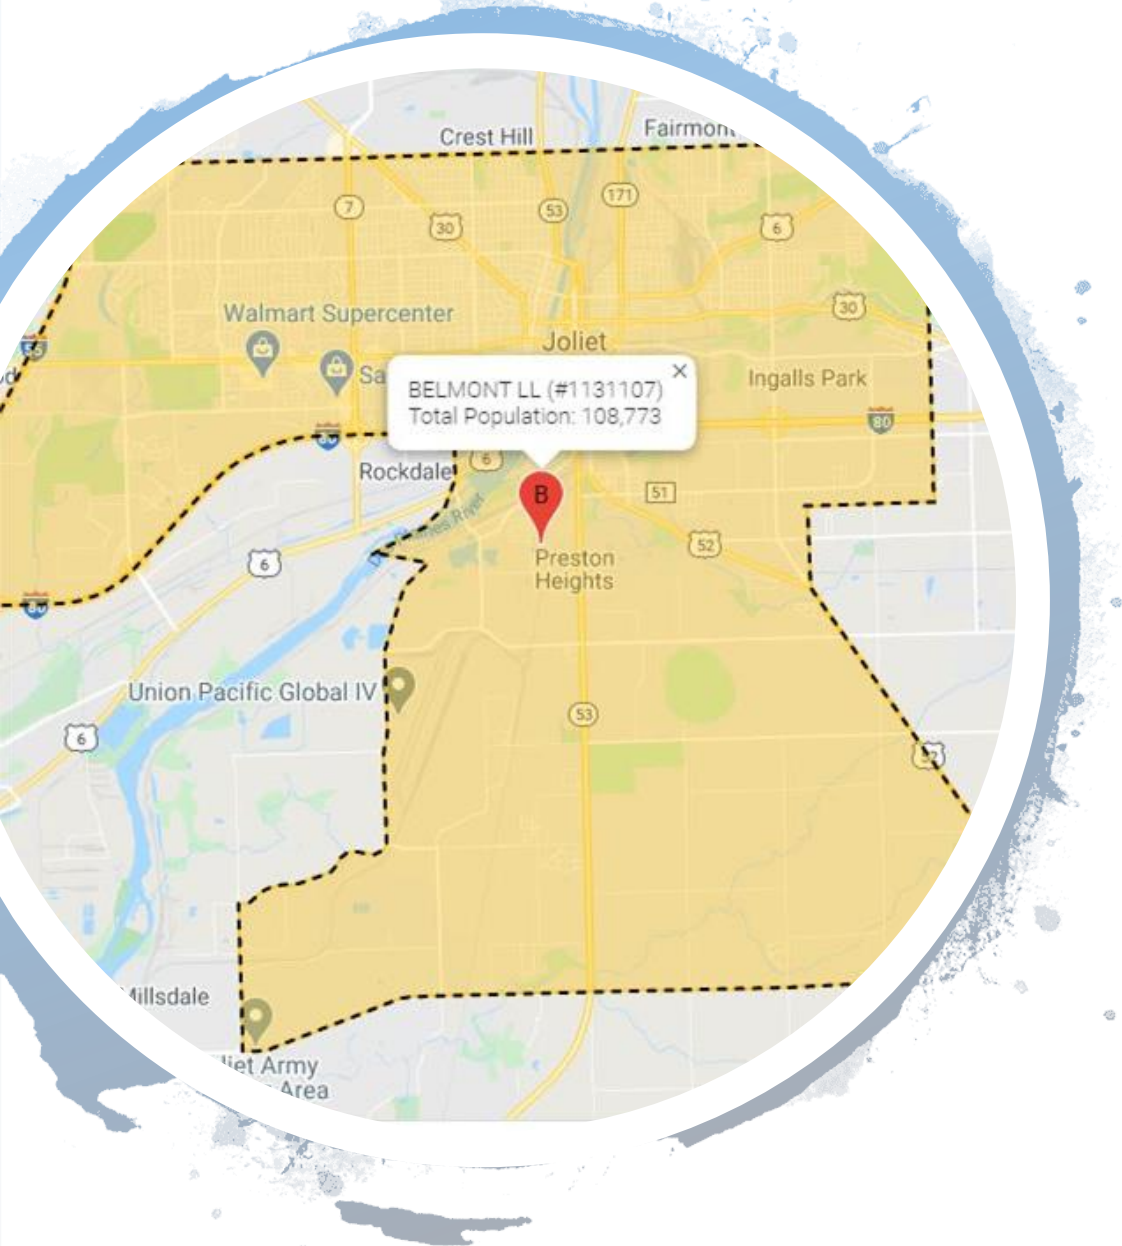 Crest Hill
Fairmont
7
30
53
171
6
30
Walmart Supercenter
Joliet
Sa
BELMONT LL (#1131107)
Total Population: 108,773
Ingalls Park
80
80
Rockdale
6
51
6
52
Preston
Heights
80
Union Pacific Global IV
53
6
Millsdale
liet Army
Area